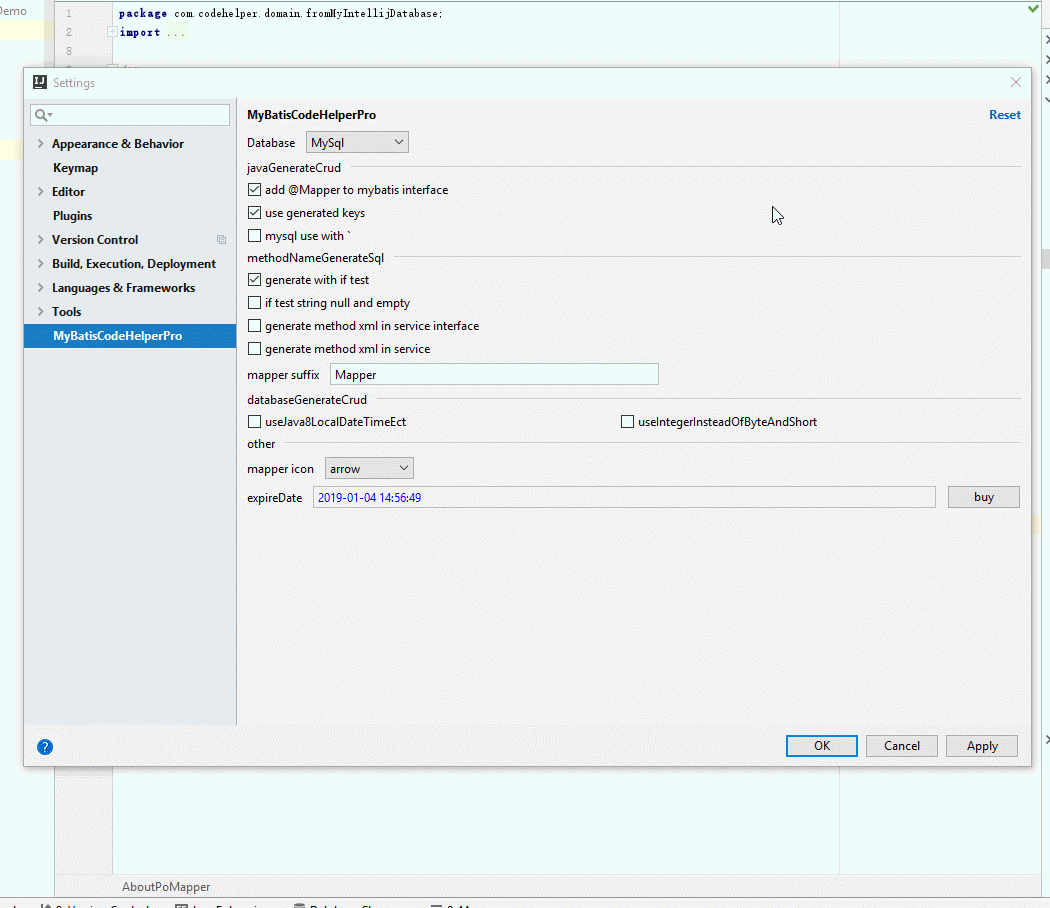 Demo
1 package com.codehelper.domain.fromMyIntellijDatabase;
2 import ...
3
Settings
MyBatisCodeHelperPro
Reset
Appearance & Behavior
Keymap
Editor
Plugins
Version Control
Build, Execution, Deployment
Languages & Frameworks
Tools
MyBatisCodeHelperPro
Database MySql
javaGenerateCrud
add @Mapper to mybatis interface
use generated keys
mysql use with `
methodNameGenerateSql
generate with if test
if test string null and empty
generate method xml in service interface
generate method xml in service
mapper suffix Mapper
databaseGenerateCrud
useJava8LocalDateTimeEct useIntegerInsteadOfByteAndShort
other
mapper icon arrow
expireDate 2019-01-04 14:56:49 buy
?
OK Cancel Apply
AboutPoMapper